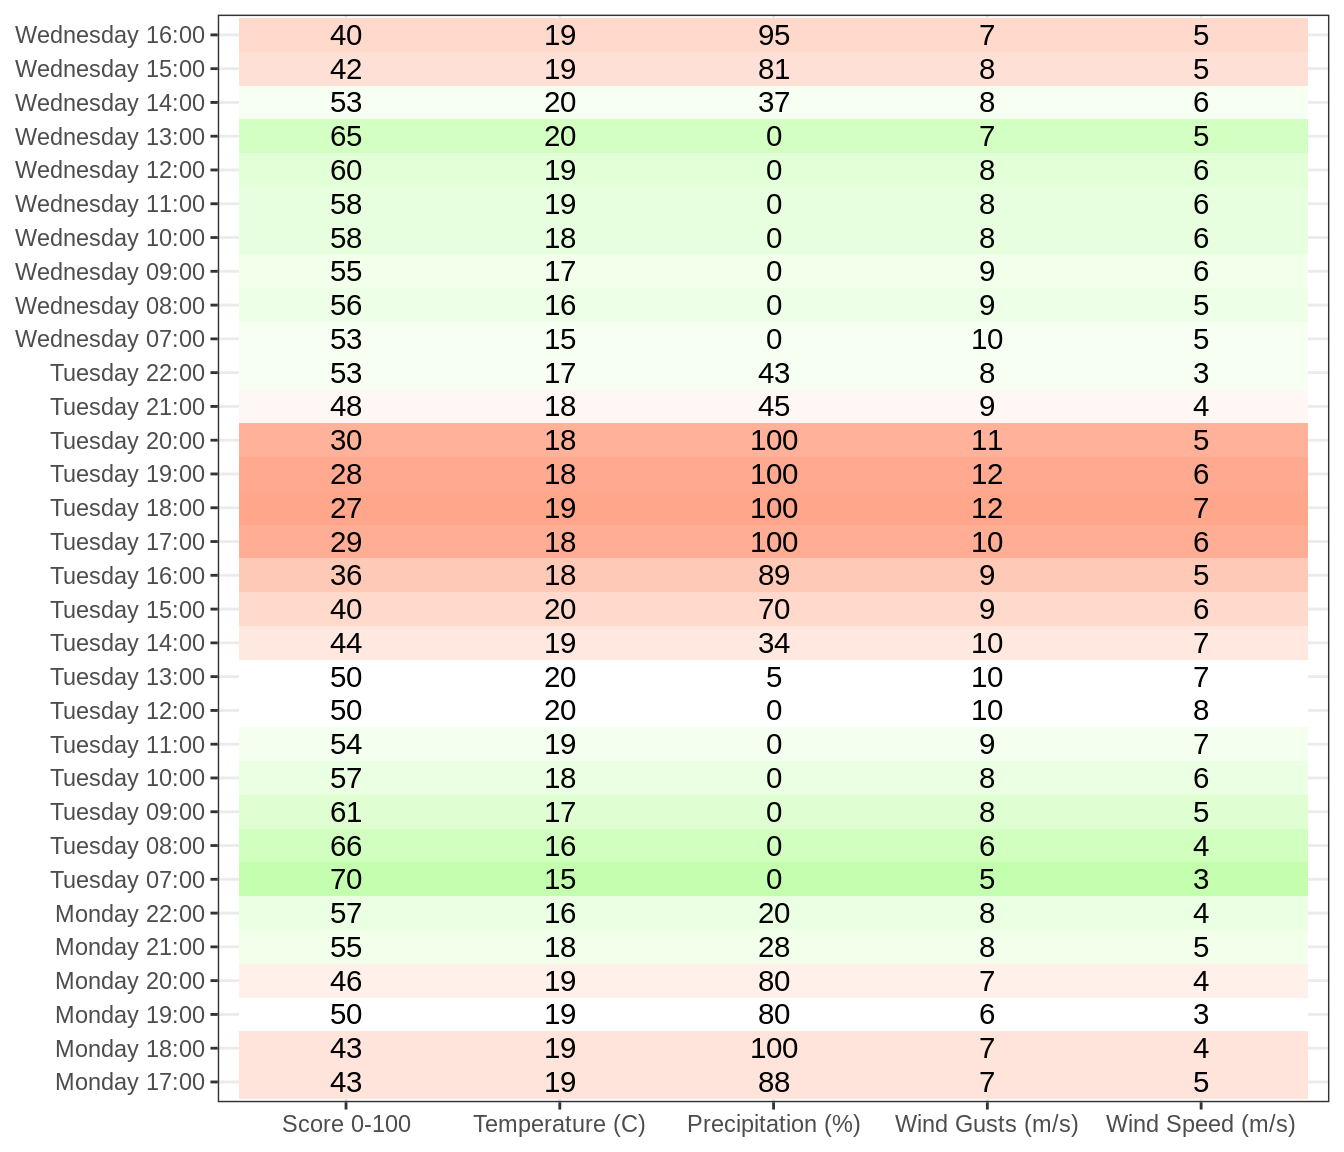 Wednesday 16:00 40 19 95 7 5
Wednesday 15:00 42 19 81 8 5
Wednesday 14:00 53 20 37 8 6
Wednesday 13:00 65 20 0 7 5
Wednesday 12:00 60 19 0 8 6
Wednesday 11:00 58 19 0 8 6
Wednesday 10:00 58 18 0 8 6
Wednesday 09:00 55 17 0 9 6
Wednesday 08:00 56 16 0 9 5
Wednesday 07:00 53 15 0 10 5
Tuesday 22:00 53 17 43 8 3
Tuesday 21:00 48 18 45 9 4
Tuesday 20:00 30 18 100 11 5
Tuesday 19:00 28 18 100 12 6
Tuesday 18:00 27 19 100 12 7
Tuesday 17:00 29 18 100 10 6
Tuesday 16:00 36 18 89 9 5
Tuesday 15:00 40 20 70 9 6
Tuesday 14:00 44 19 34 10 7
Tuesday 13:00 50 20 5 10 7
Tuesday 12:00 50 20 0 10 8
Tuesday 11:00 54 19 0 9 7
Tuesday 10:00 57 18 0 8 6
Tuesday 09:00 61 17 0 8 5
Tuesday 08:00 66 16 0 6 4
Tuesday 07:00 70 15 0 5 3
Monday 22:00 57 16 20 8 4
Monday 21:00 55 18 28 8 5
Monday 20:00 46 19 80 7 4
Monday 19:00 50 19 80 6 3
Monday 18:00 43 19 100 7 4
Monday 17:00 43 19 88 7 5
Score 0-100 Temperature (C) Precipitation (%) Wind Gusts (m/s) Wind Speed (m/s)